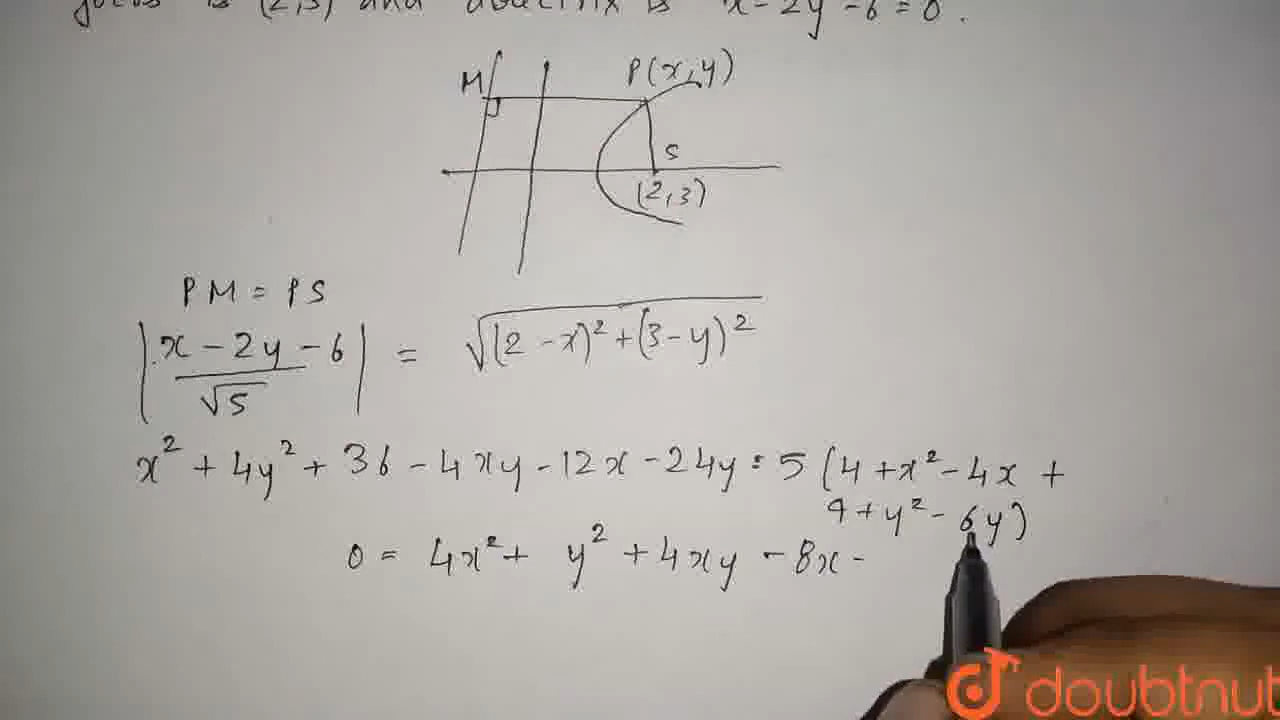 focus is (2,3) and directrix is x - 2y - 6 = 0.
M
P(x,y)
S
(2,3)
PM = PS
|x - 2y - 6 / √5| = √((2 - x)² + (3 - y)²)
x² + 4y² + 36 - 4xy - 12x - 24y = 5 (4 + x² - 4x +
9 + y² - 6y)
0 = 4x² + y² + 4xy - 8x -
doubtnut